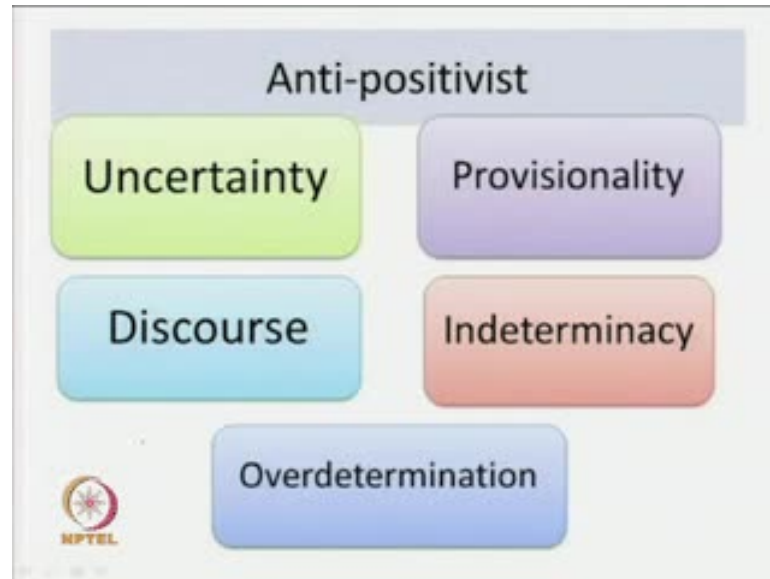 Anti-positivist
Uncertainty
Provisionality
Discourse
Indeterminacy
Overdetermination
NPTEL